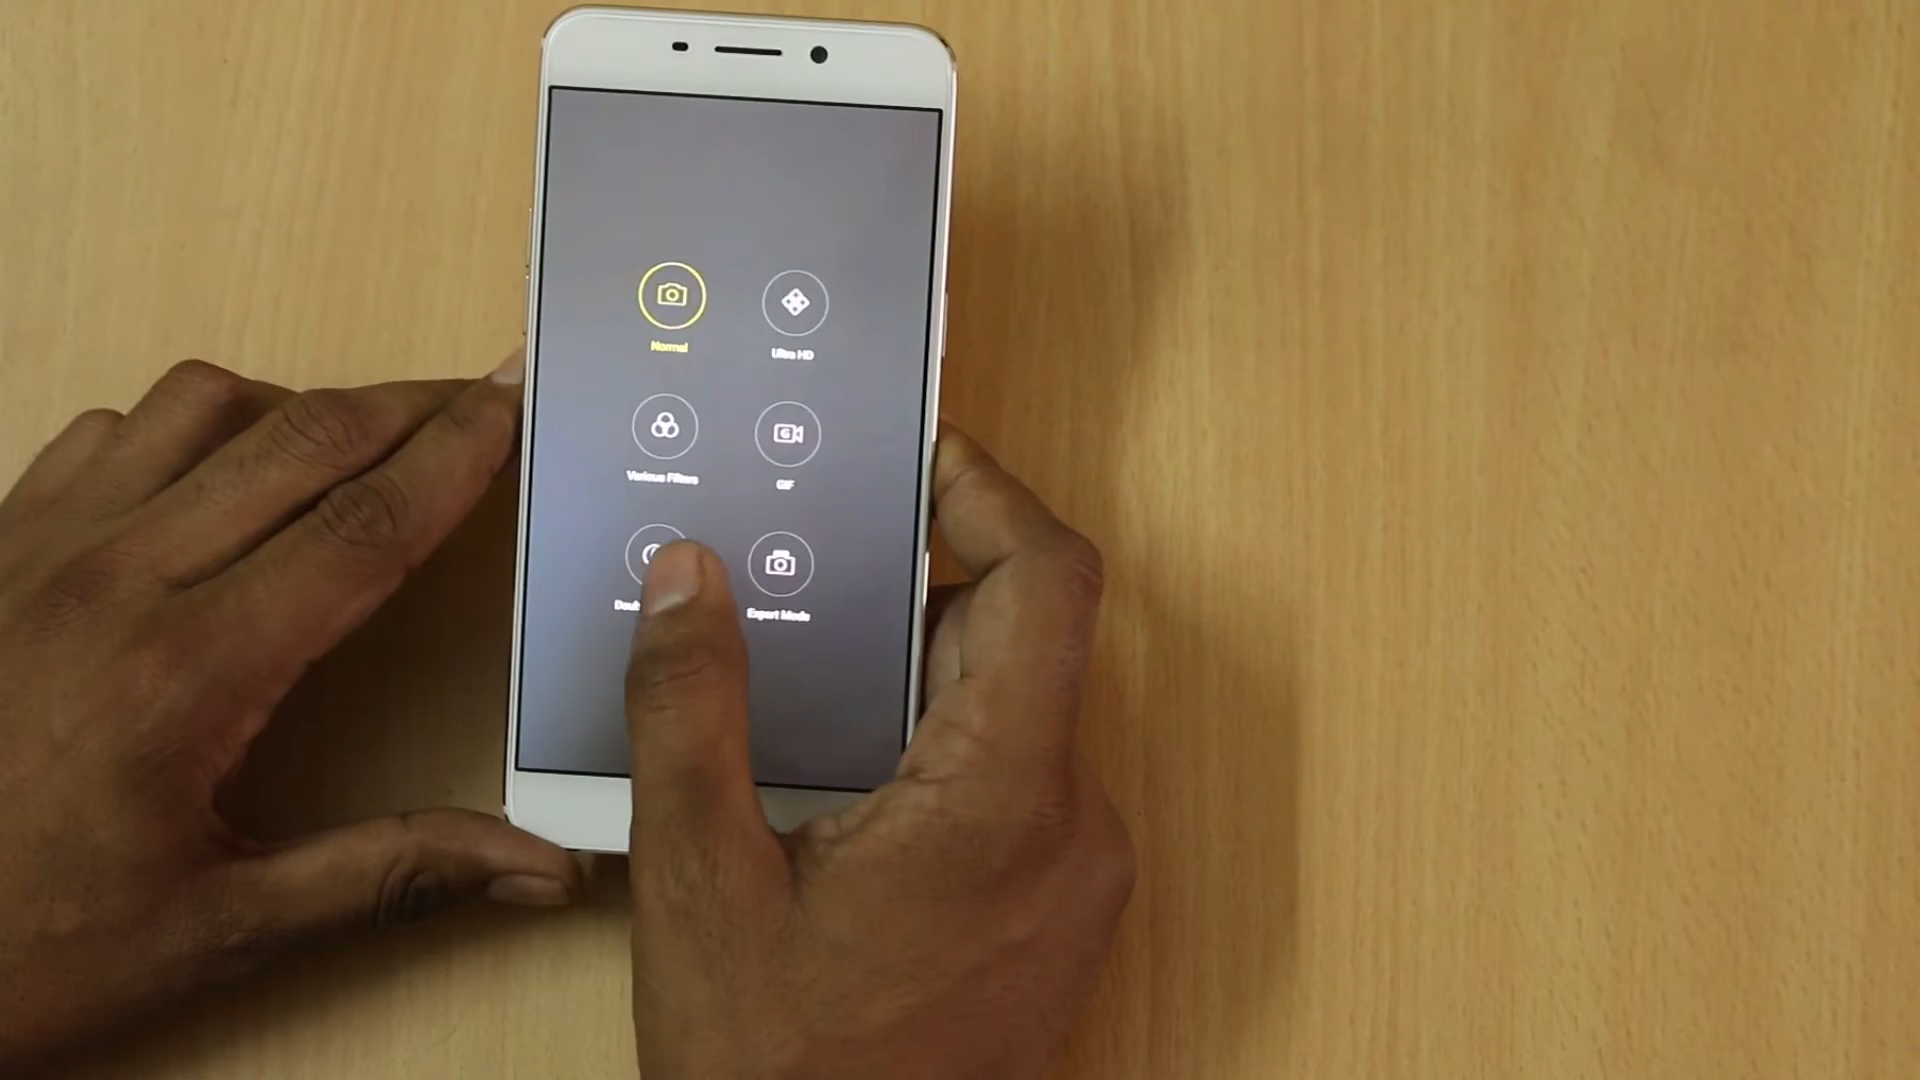 Normal
Ultra HD
Various Filters
GIF
Expert Mode